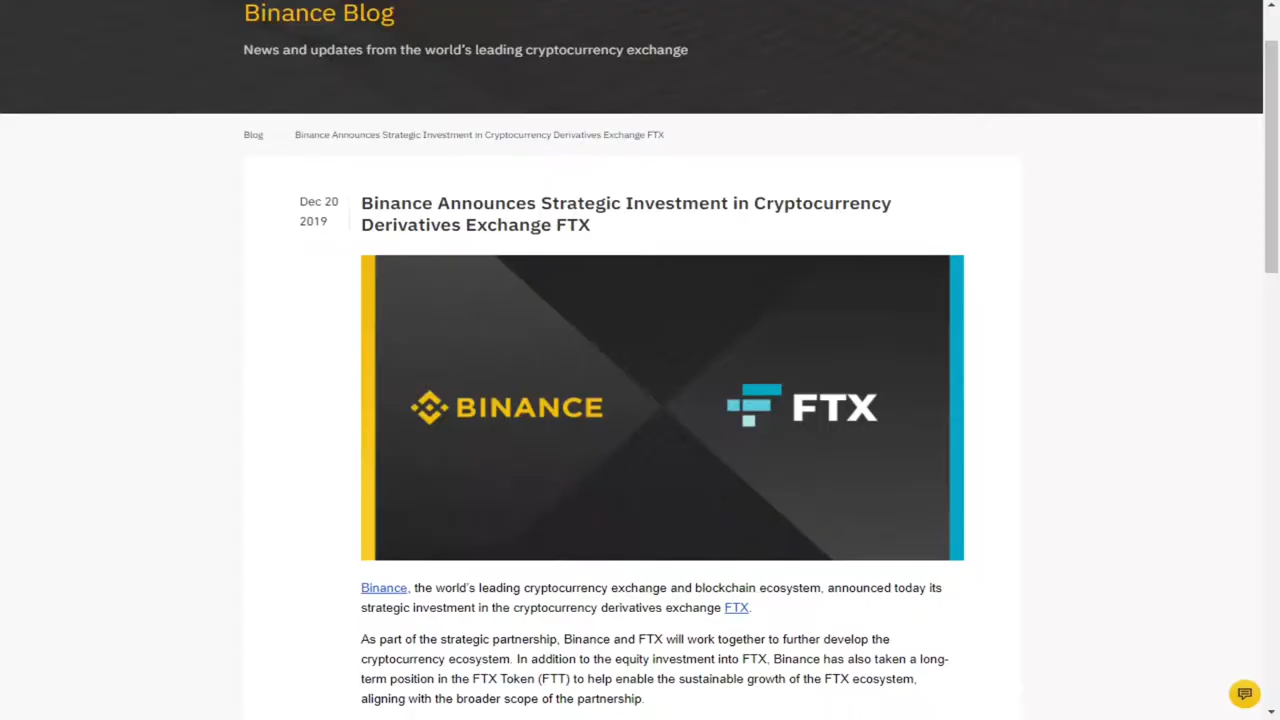 Binance Blog
News and updates from the world's leading cryptocurrency exchange
Blog Binance Announces Strategic Investment in Cryptocurrency Derivatives Exchange FTX
Dec 20
2019
Binance Announces Strategic Investment in Cryptocurrency
Derivatives Exchange FTX
BINANCE FTX
Binance, the world's leading cryptocurrency exchange and blockchain ecosystem, announced today its
strategic investment in the cryptocurrency derivatives exchange FTX.
As part of the strategic partnership, Binance and FTX will work together to further develop the
cryptocurrency ecosystem. In addition to the equity investment into FTX, Binance has also taken a long-
term position in the FTX Token (FTT) to help enable the sustainable growth of the FTX ecosystem,
aligning with the broader scope of the partnership.